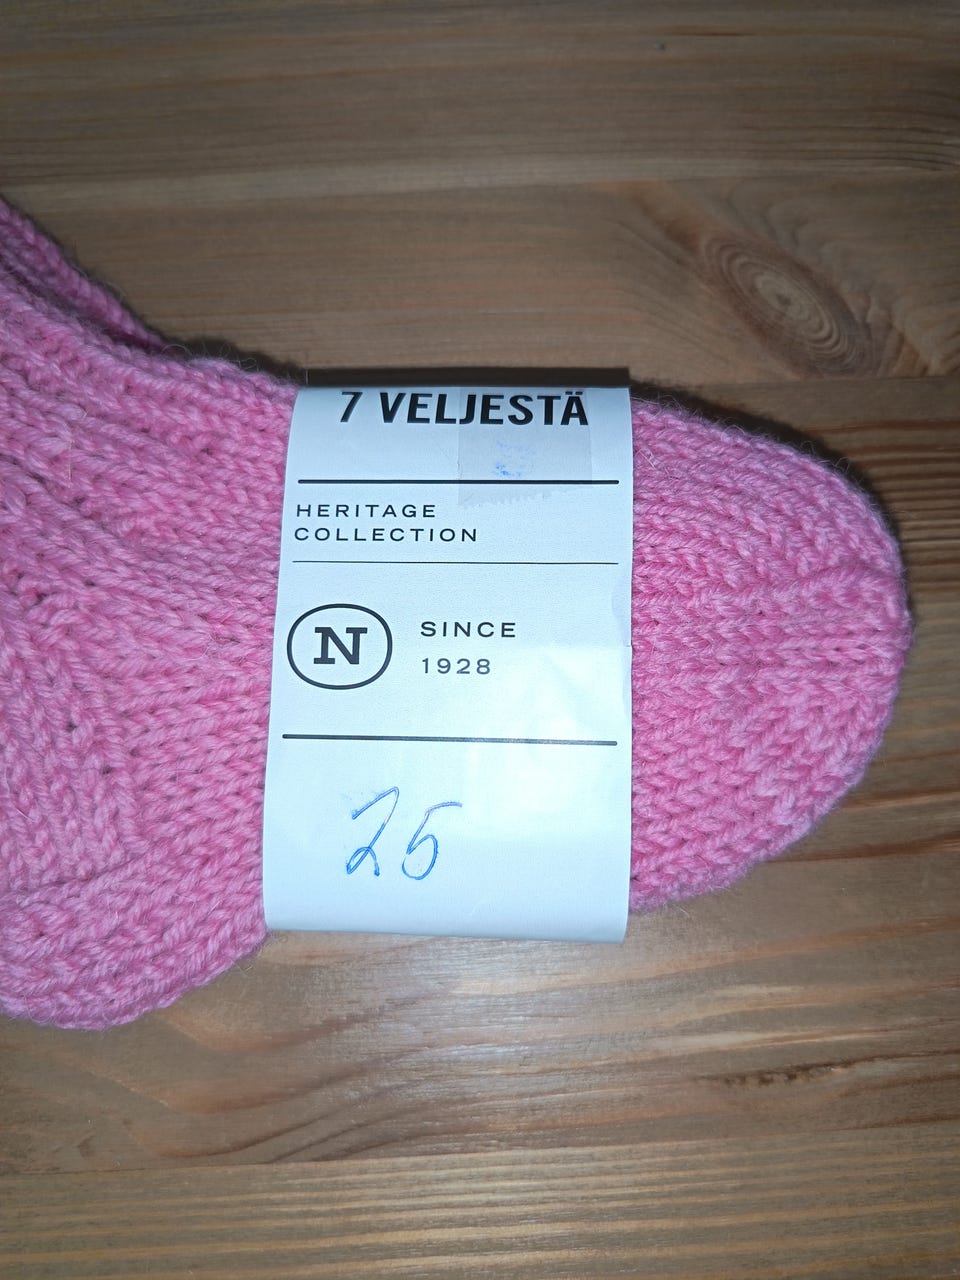 7 VELJESTÄ
HERITAGE
COLLECTION
N
SINCE
1928
25